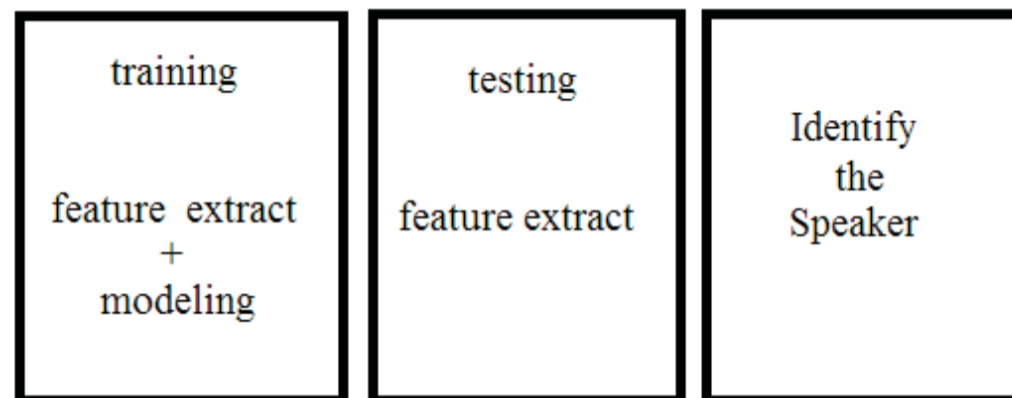 training
feature extract
+
modeling
testing
feature extract
Identify
the
Speaker